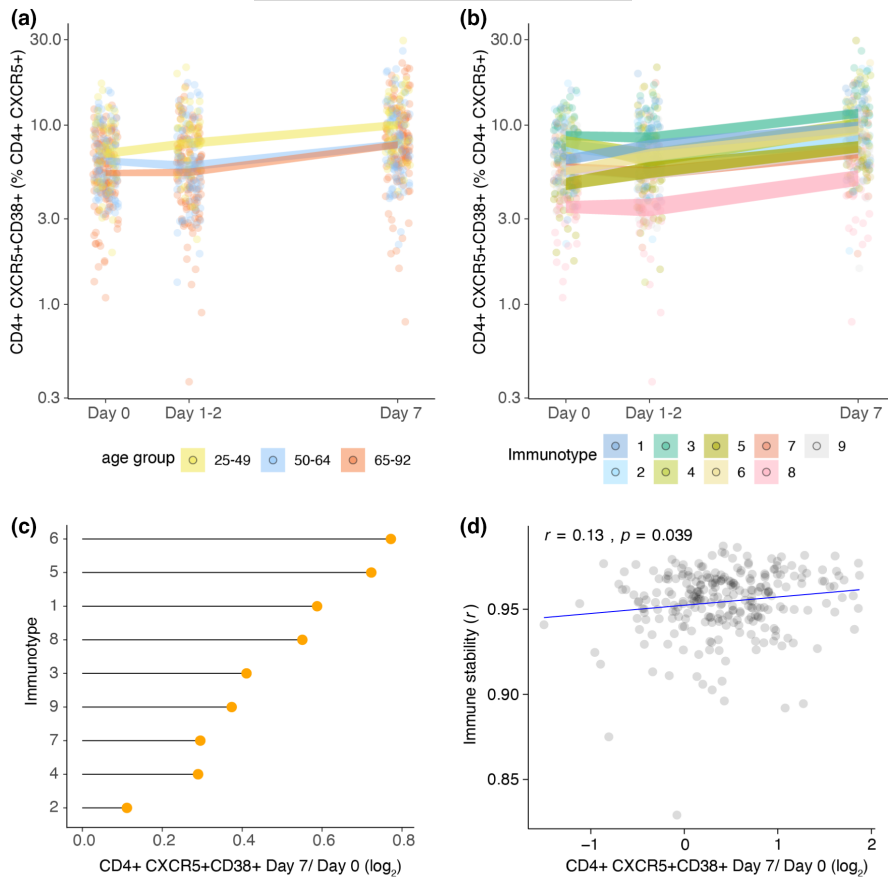 (a)
CD4+ CXCR5+CD38+ (% CD4+ CXCR5+)
30.0
10.0
3.0
1.0
0.3
Day 0
Day 1-2
Day 7
age group
25-49
50-64
65-92
(b)
CD4+ CXCR5+CD38+ (% CD4+ CXCR5+)
30.0
10.0
3.0
1.0
0.3
Day 0
Day 1-2
Day 7
Immunotype
1 3 5 7 9
2 4 6 8
(c)
Immunotype
6
5
1
8
3
9
7
4
2
0.0 0.2 0.4 0.6 0.8
CD4+ CXCR5+CD38+ Day 7/ Day 0 (log₂)
(d)
r = 0.13 , p = 0.039
Immune stability (r)
0.95
0.90
0.85
−1 0 1 2
CD4+ CXCR5+CD38+ Day 7/ Day 0 (log₂)